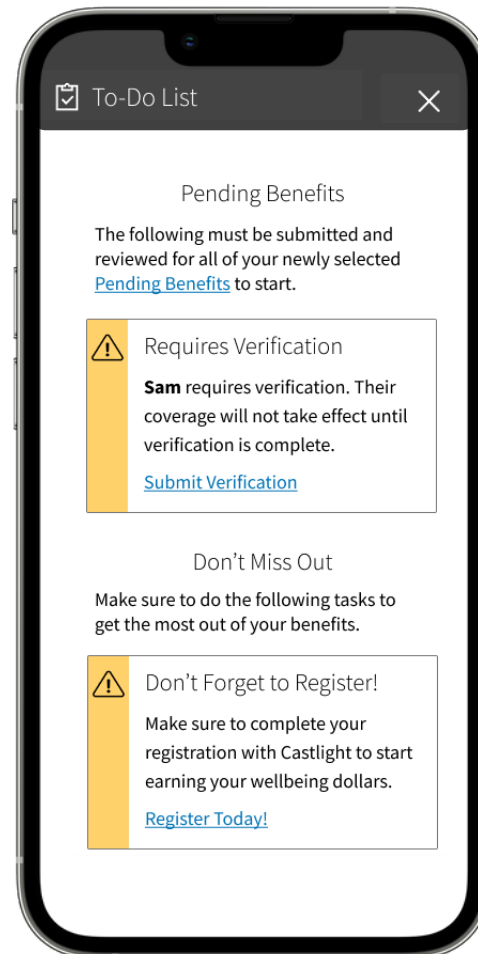 To-Do List
Pending Benefits
The following must be submitted and
reviewed for all of your newly selected
Pending Benefits to start.
Requires Verification
Sam requires verification. Their
coverage will not take effect until
verification is complete.
Submit Verification
Don’t Miss Out
Make sure to do the following tasks to
get the most out of your benefits.
Don’t Forget to Register!
Make sure to complete your
registration with Castlight to start
earning your wellbeing dollars.
Register Today!